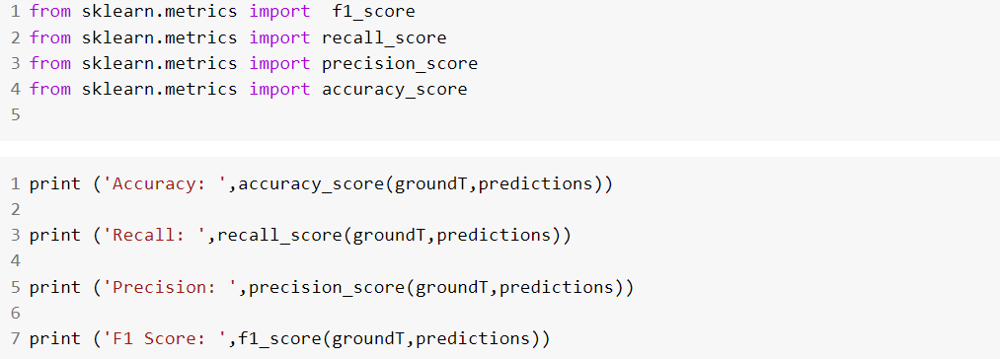 1 from sklearn.metrics import  f1_score
2 from sklearn.metrics import recall_score
3 from sklearn.metrics import precision_score
4 from sklearn.metrics import accuracy_score
5
1 print ('Accuracy: ',accuracy_score(groundT,predictions))
2
3 print ('Recall: ',recall_score(groundT,predictions))
4
5 print ('Precision: ',precision_score(groundT,predictions))
6
7 print ('F1 Score: ',f1_score(groundT,predictions))